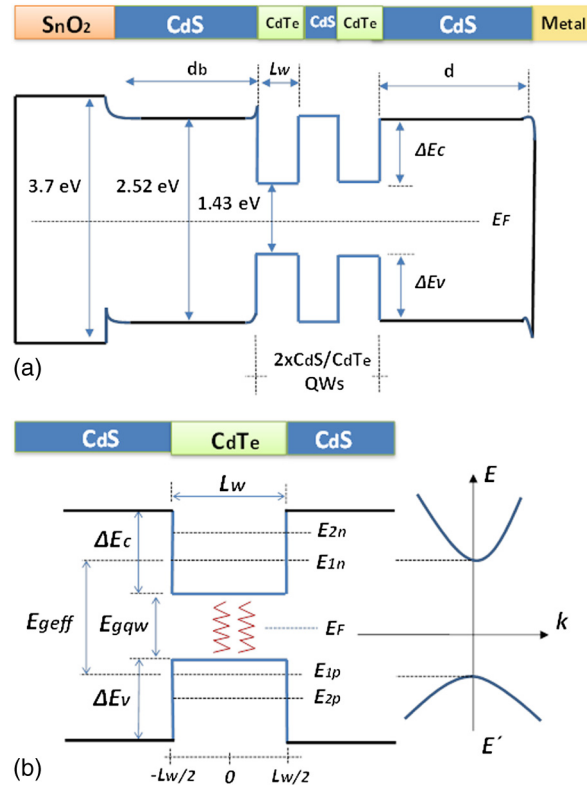 SnO₂ CdS CdTe CdS CdTe CdS Metal
db Lw d
3.7 eV 2.52 eV 1.43 eV ΔEc
EF
ΔEv
2xCdS/CdTe
QWs
(a)
CdS CdTe CdS
Lw
E
ΔEc E2n
E1n
Egeff Egqw EF k
ΔEv E1p
E2p
E´
-Lw/2 0 Lw/2
(b)